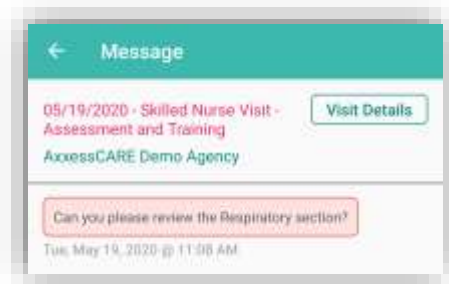 Message
05/19/2020 - Skilled Nurse Visit -
Assessment and Training
Visit Details
AxxessCARE Demo Agency
Can you please review the Respiratory section?
Tue, May 19, 2020 @ 11:08 AM